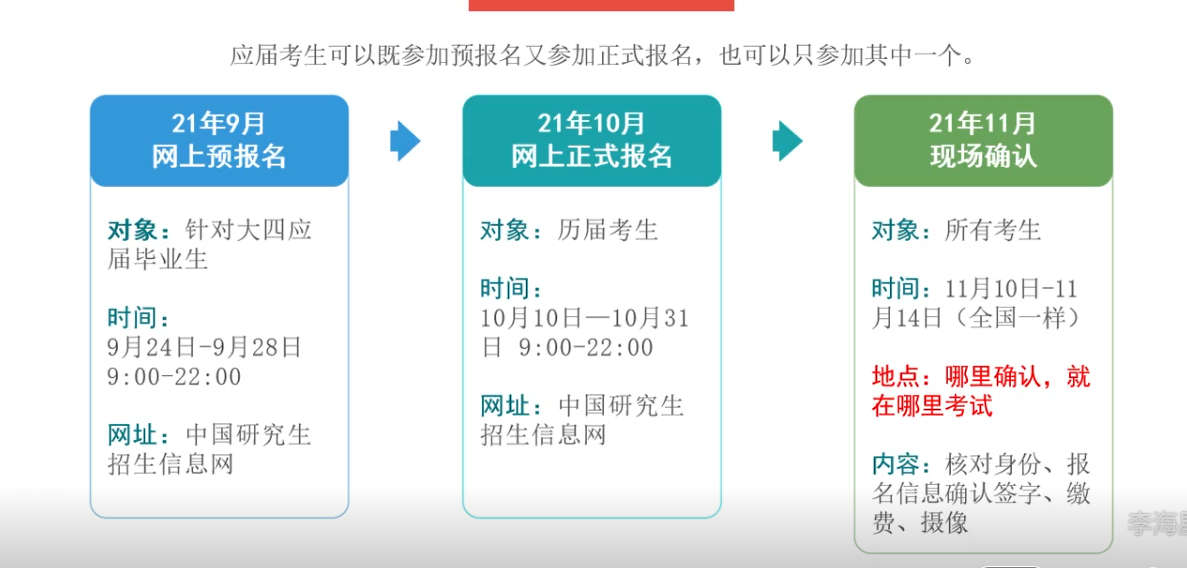 应届考生可以既参加预报名又参加正式报名，也可以只参加其中一个。
21年9月
网上预报名
对象：针对大四应
届毕业生
时间：
9月24日-9月28日
9:00-22:00
网址：中国研究生
招生信息网
21年10月
网上正式报名
对象：历届考生
时间：
10月10日—10月31
日 9:00-22:00
网址：中国研究生
招生信息网
21年11月
现场确认
对象：所有考生
时间：11月10日-11
月14日（全国一样）
地点：哪里确认，就
在哪里考试
内容：核对身份、报
名信息确认签字、缴
费、摄像
李海